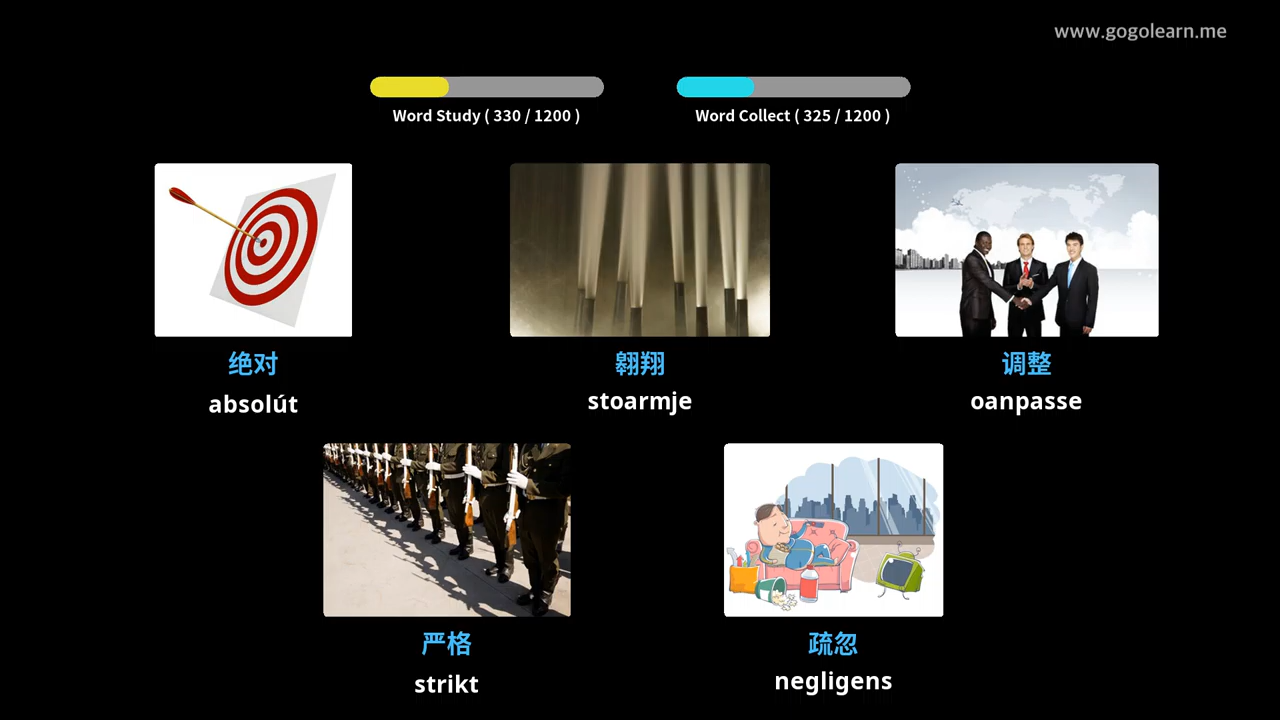 www.gogolearn.me
Word Study ( 330 / 1200 )
Word Collect ( 325 / 1200 )
绝对
absolút
翱翔
stoarmje
调整
oanpasse
严格
strikt
疏忽
negligens